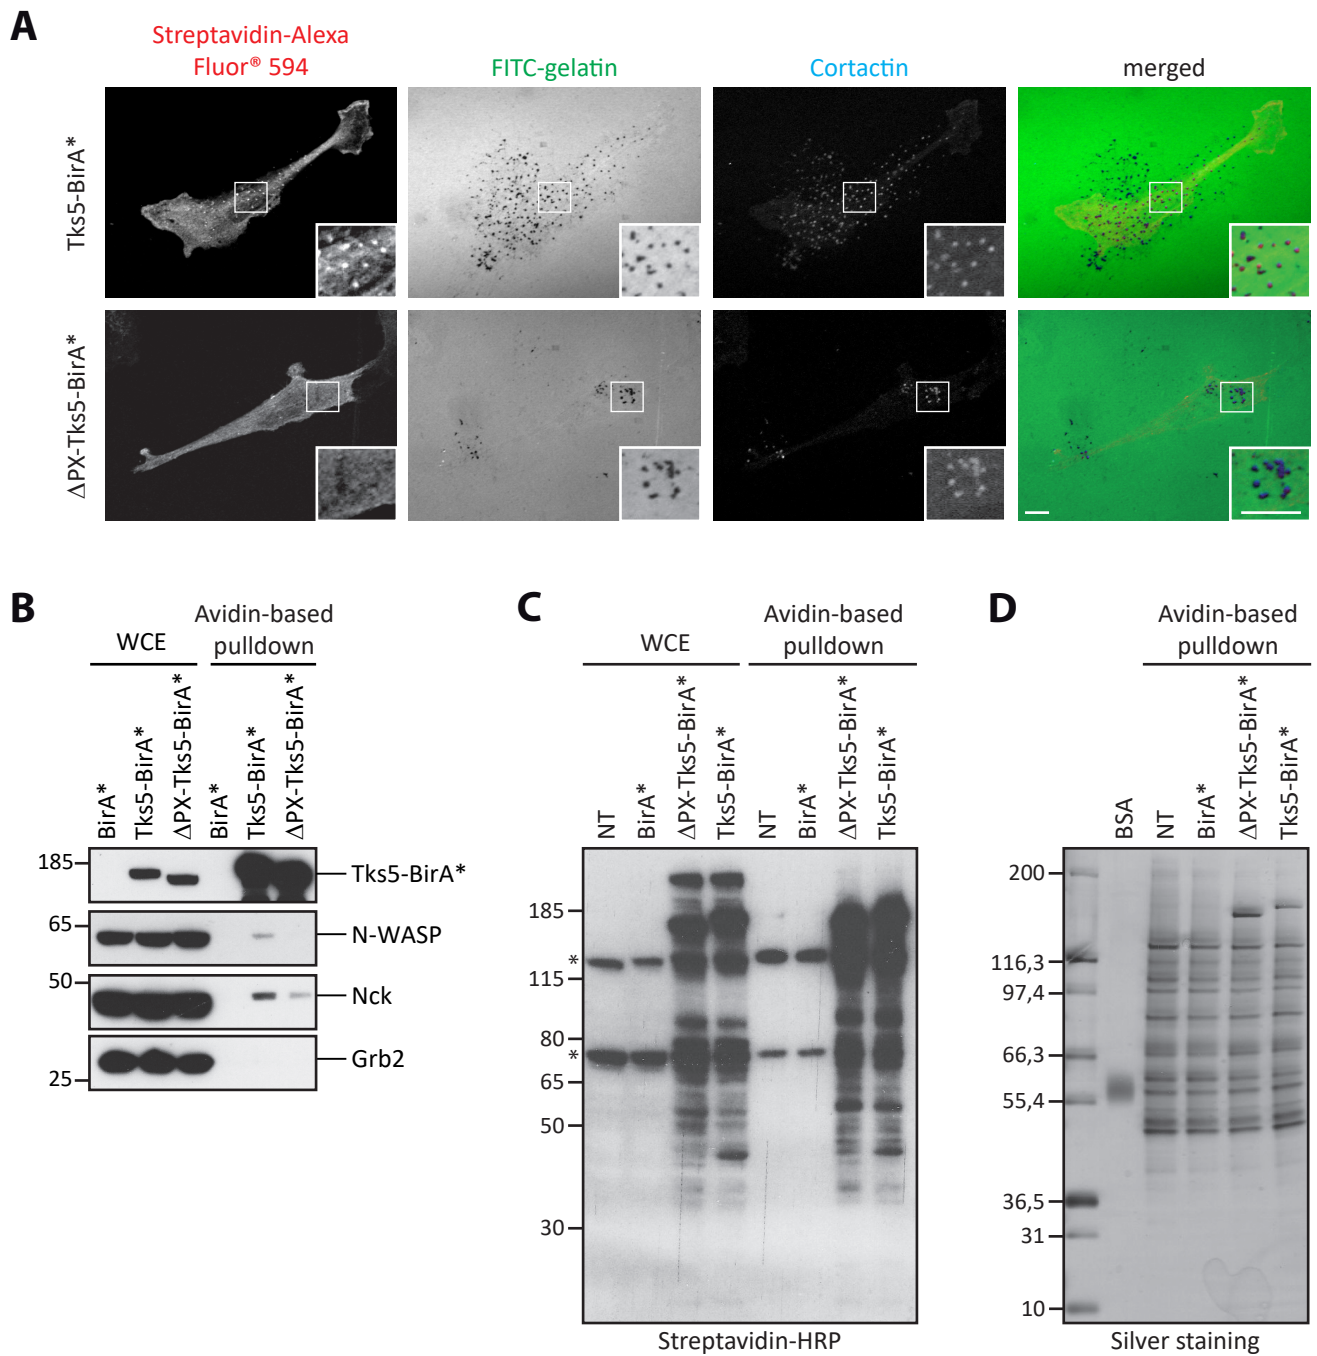 A
Streptavidin-Alexa
Fluor® 594
FITC-gelatin
Cortactin
merged
Tks5-BirA*
ΔPX-Tks5-BirA*
B
WCE
Avidin-based
pulldown
BirA*
Tks5-BirA*
ΔPX-Tks5-BirA*
BirA*
Tks5-BirA*
ΔPX-Tks5-BirA*
185
Tks5-BirA*
65
N-WASP
50
Nck
Grb2
25
C
WCE
Avidin-based
pulldown
NT
BirA*
ΔPX-Tks5-BirA*
Tks5-BirA*
NT
BirA*
ΔPX-Tks5-BirA*
Tks5-BirA*
185
*
115
80
*
65
50
30
Streptavidin-HRP
D
Avidin-based
pulldown
BSA
NT
BirA*
ΔPX-Tks5-BirA*
Tks5-BirA*
200
116,3
97,4
66,3
55,4
36,5
31
10
Silver staining